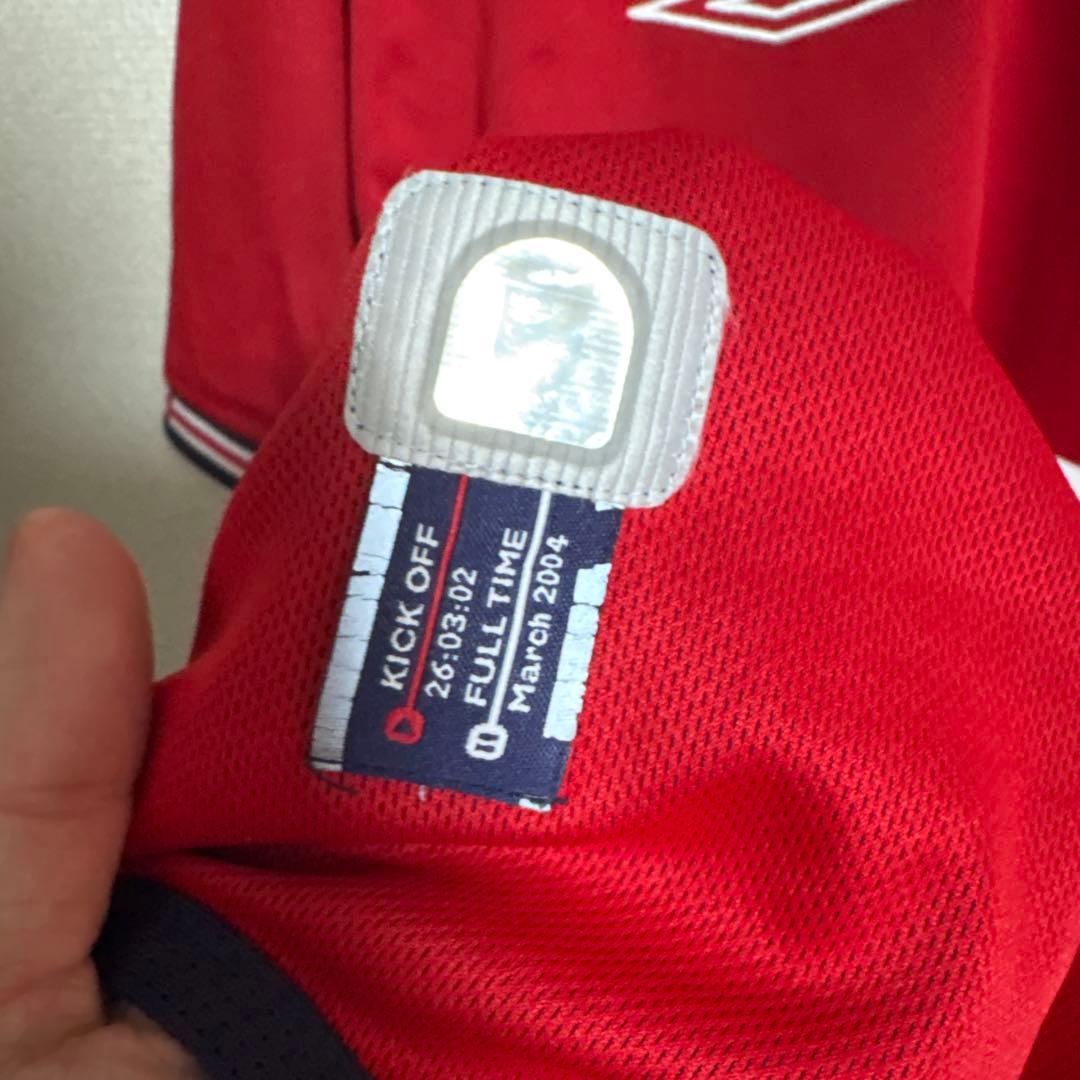 KICK OFF
26:03:02
FULL TIME
March 2004